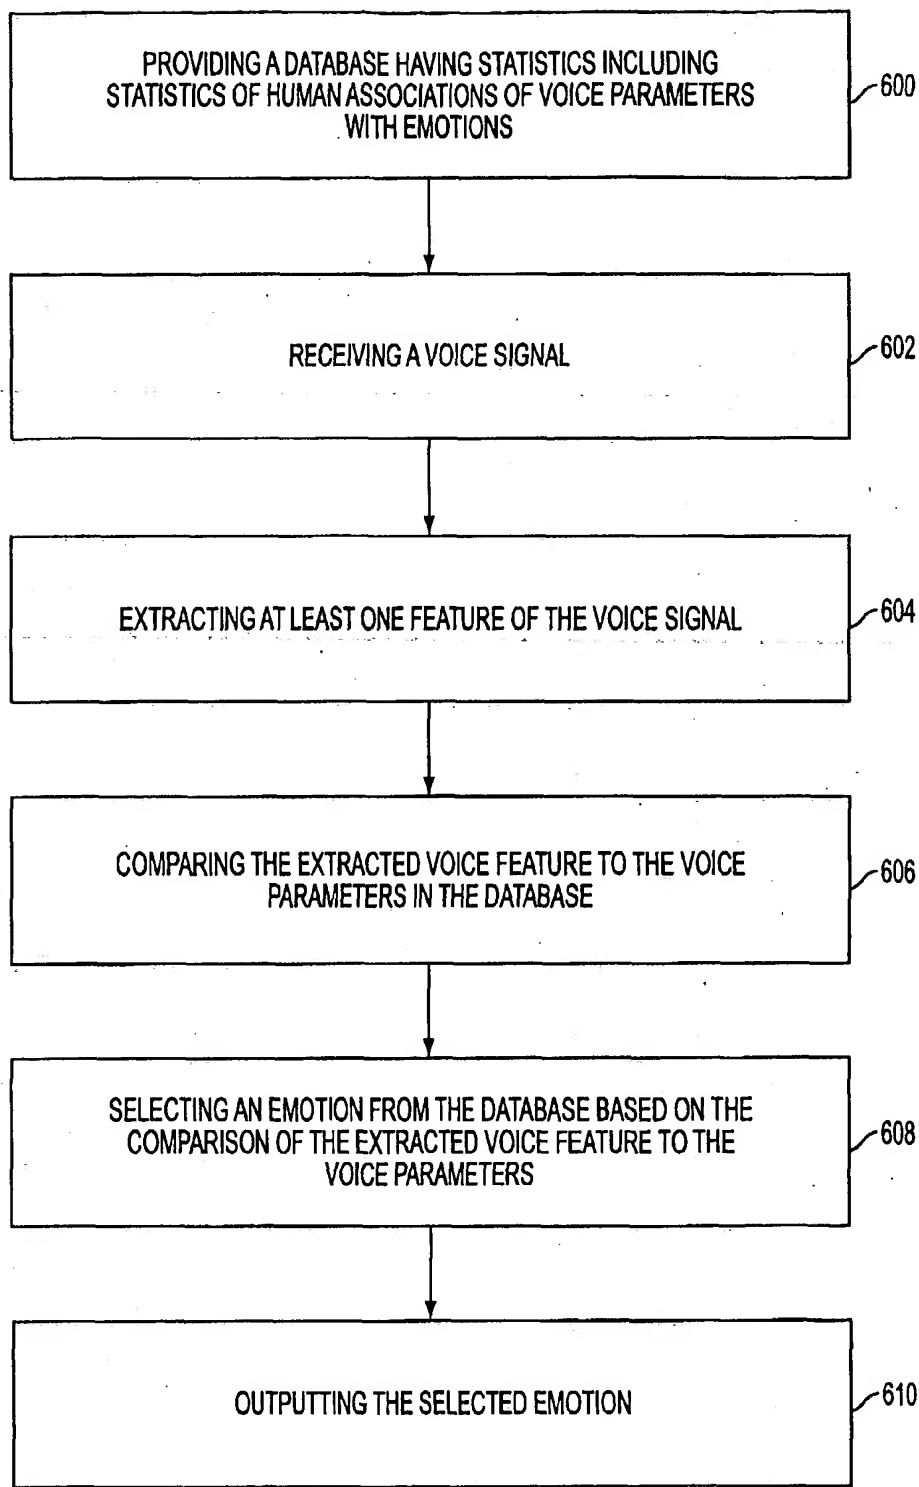 PROVIDING A DATABASE HAVING STATISTICS INCLUDING
STATISTICS OF HUMAN ASSOCIATIONS OF VOICE PARAMETERS
WITH EMOTIONS
600
RECEIVING A VOICE SIGNAL
602
EXTRACTING AT LEAST ONE FEATURE OF THE VOICE SIGNAL
604
COMPARING THE EXTRACTED VOICE FEATURE TO THE VOICE
PARAMETERS IN THE DATABASE
606
SELECTING AN EMOTION FROM THE DATABASE BASED ON THE
COMPARISON OF THE EXTRACTED VOICE FEATURE TO THE
VOICE PARAMETERS
608
OUTPUTTING THE SELECTED EMOTION
610